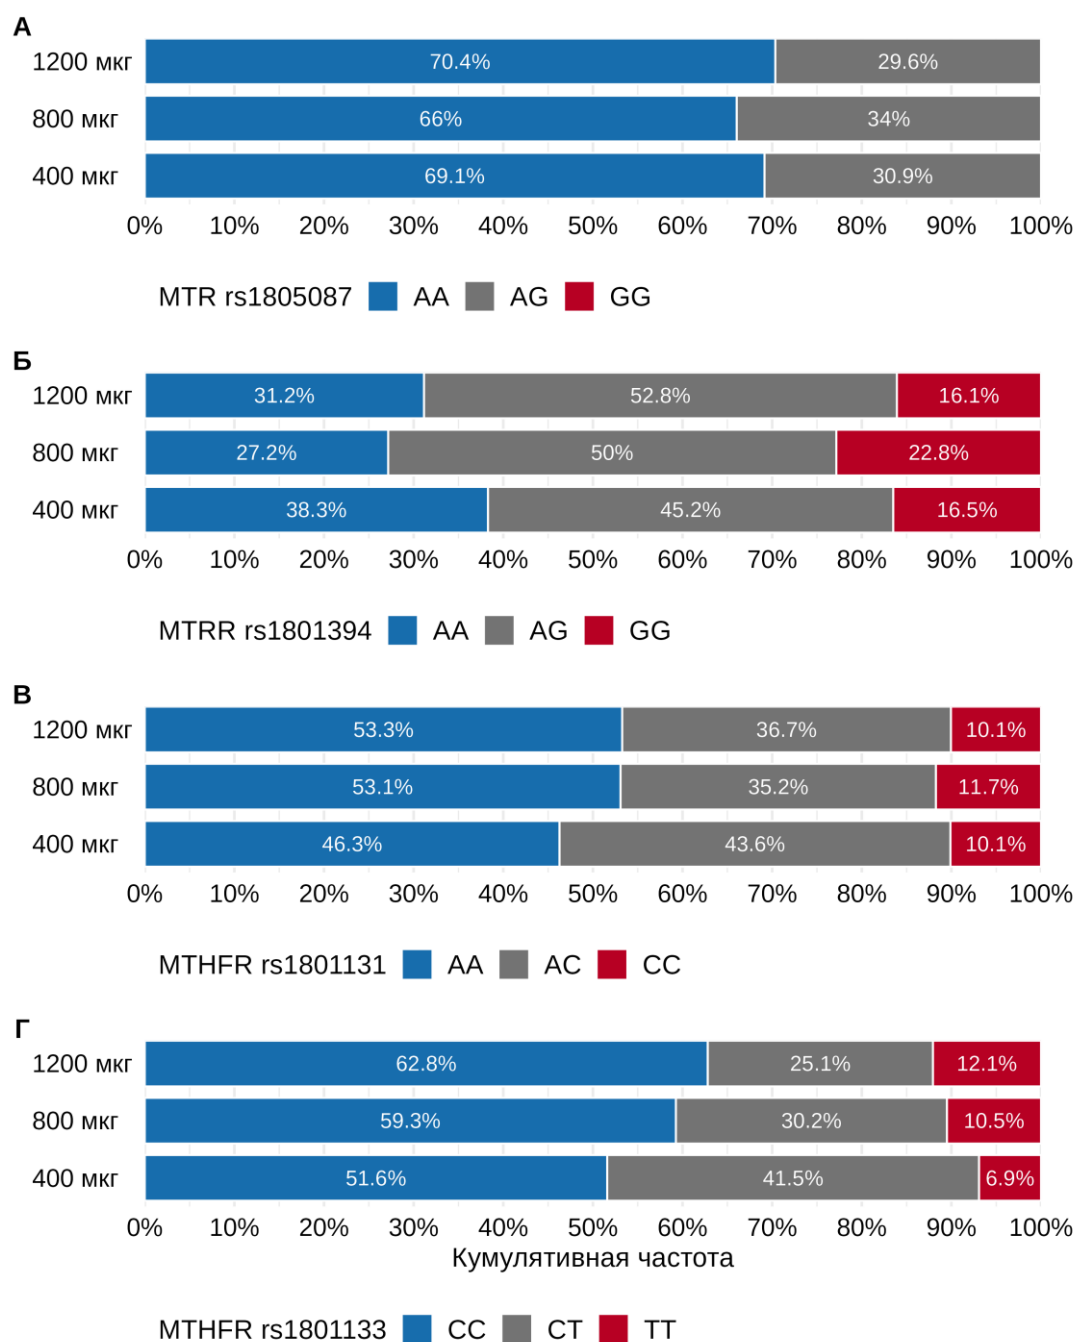 А
1200 мкг 70.4% 29.6%
800 мкг 66% 34%
400 мкг 69.1% 30.9%
0% 10% 20% 30% 40% 50% 60% 70% 80% 90% 100%
MTR rs1805087 AA AG GG
Б
1200 мкг 31.2% 52.8% 16.1%
800 мкг 27.2% 50% 22.8%
400 мкг 38.3% 45.2% 16.5%
0% 10% 20% 30% 40% 50% 60% 70% 80% 90% 100%
MTRR rs1801394 AA AG GG
В
1200 мкг 53.3% 36.7% 10.1%
800 мкг 53.1% 35.2% 11.7%
400 мкг 46.3% 43.6% 10.1%
0% 10% 20% 30% 40% 50% 60% 70% 80% 90% 100%
MTHFR rs1801131 AA AC CC
Г
1200 мкг 62.8% 25.1% 12.1%
800 мкг 59.3% 30.2% 10.5%
400 мкг 51.6% 41.5% 6.9%
0% 10% 20% 30% 40% 50% 60% 70% 80% 90% 100%
Кумулятивная частота
MTHFR rs1801133 CC CT TT